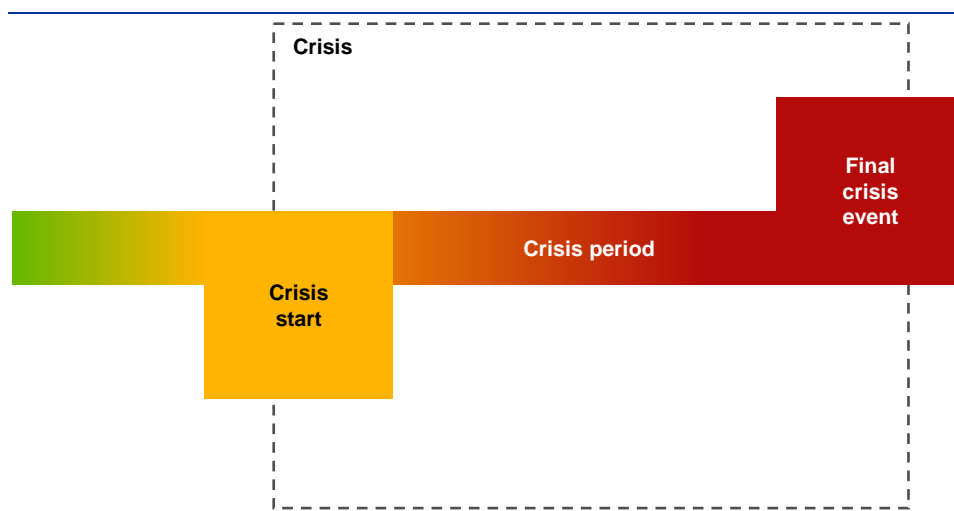 Crisis
Final
crisis
event
Crisis period
Crisis
start